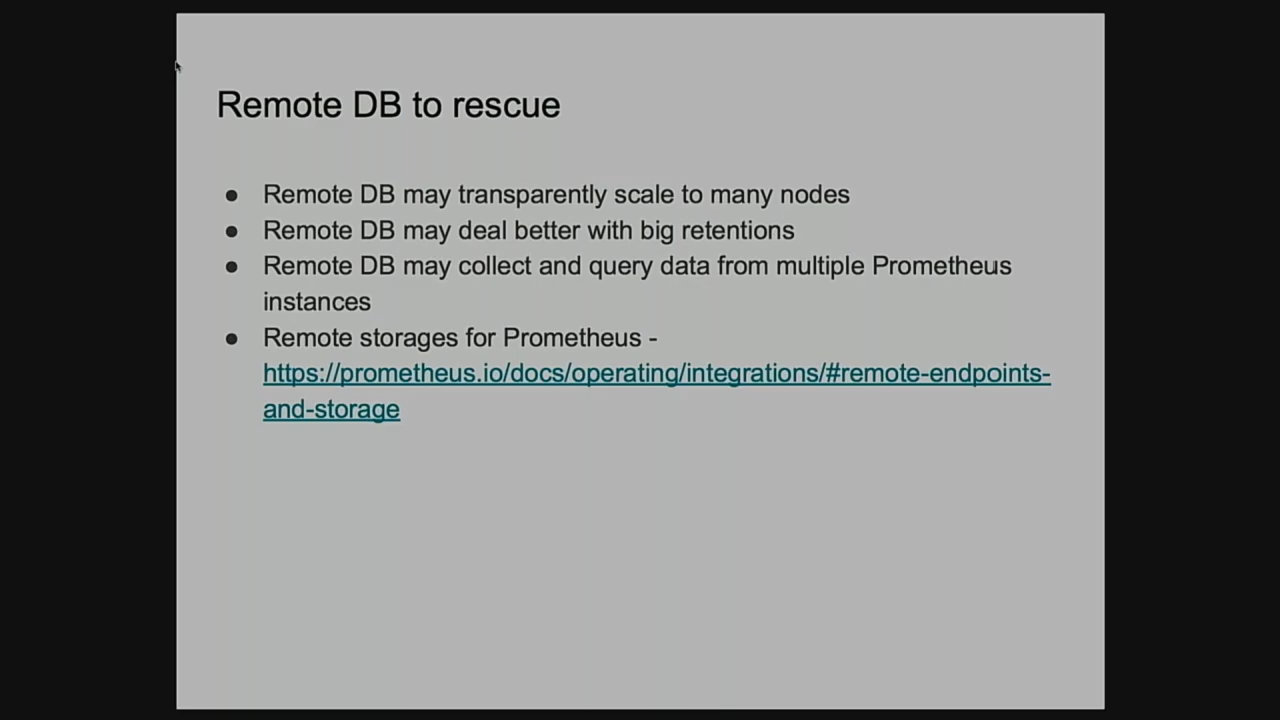 Remote DB to rescue
● Remote DB may transparently scale to many nodes
● Remote DB may deal better with big retentions
● Remote DB may collect and query data from multiple Prometheus
instances
● Remote storages for Prometheus -
https://prometheus.io/docs/operating/integrations/#remote-endpoints-
and-storage